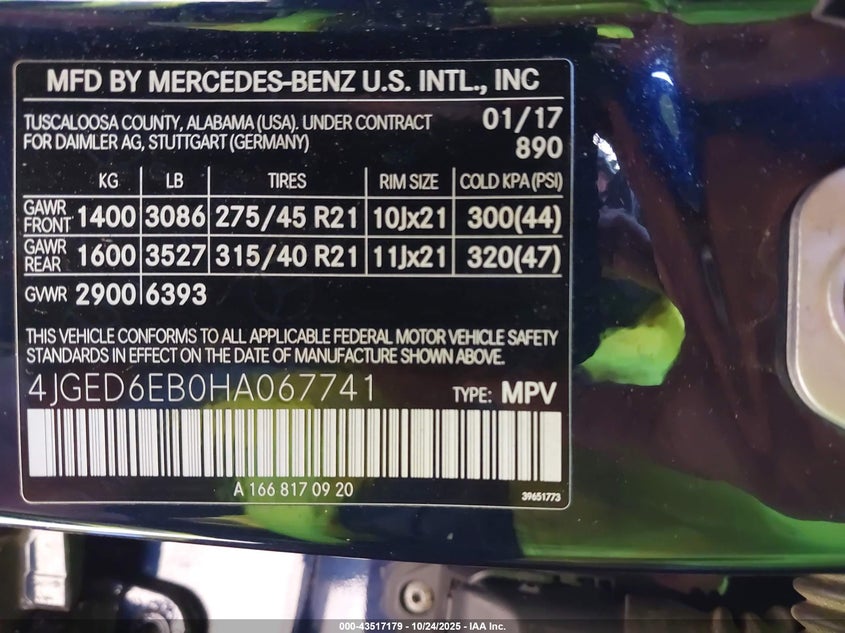 MFD BY MERCEDES-BENZ U.S. INTL., INC
TUSCALOOSA COUNTY, ALABAMA (USA). UNDER CONTRACT 01/17
FOR DAIMLER AG, STUTTGART (GERMANY) 890
KG LB TIRES RIM SIZE COLD KPA (PSI)
GAWR FRONT 1400 3086 275/45 R21 10Jx21 300(44)
GAWR REAR 1600 3527 315/40 R21 11Jx21 320(47)
GVWR 2900 6393
THIS VEHICLE CONFORMS TO ALL APPLICABLE FEDERAL MOTOR VEHICLE SAFETY
STANDARDS IN EFFECT ON THE DATE OF MANUFACTURE SHOWN ABOVE.
4JGED6EB0HA067741 TYPE: MPV
A 166 817 09 20 39651773
000-43517179 - 10/24/2025 - IAA Inc.